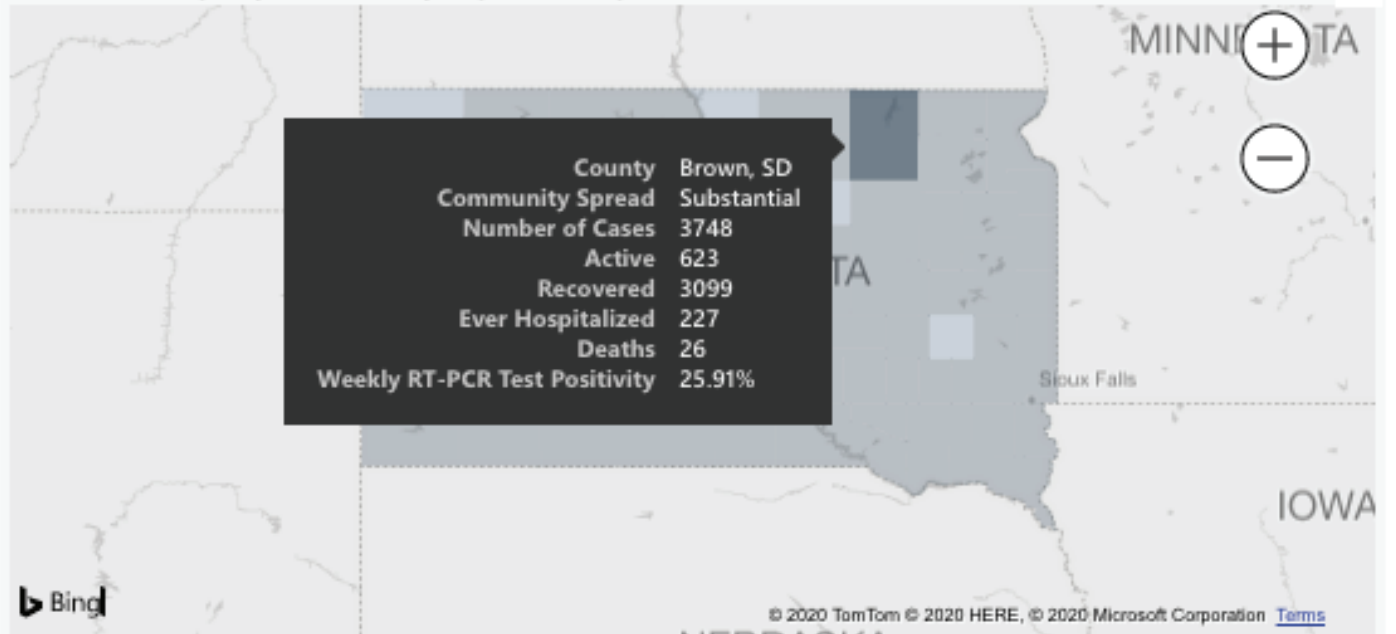 MINNE TA
County Brown, SD
Community Spread Substantial
Number of Cases 3748
Active 623
Recovered 3099
Ever Hospitalized 227
Deaths 26
Weekly RT-PCR Test Positivity 25.91%
TA
Sioux Falls
IOWA
Bing
© 2020 TomTom © 2020 HERE, © 2020 Microsoft Corporation Terms